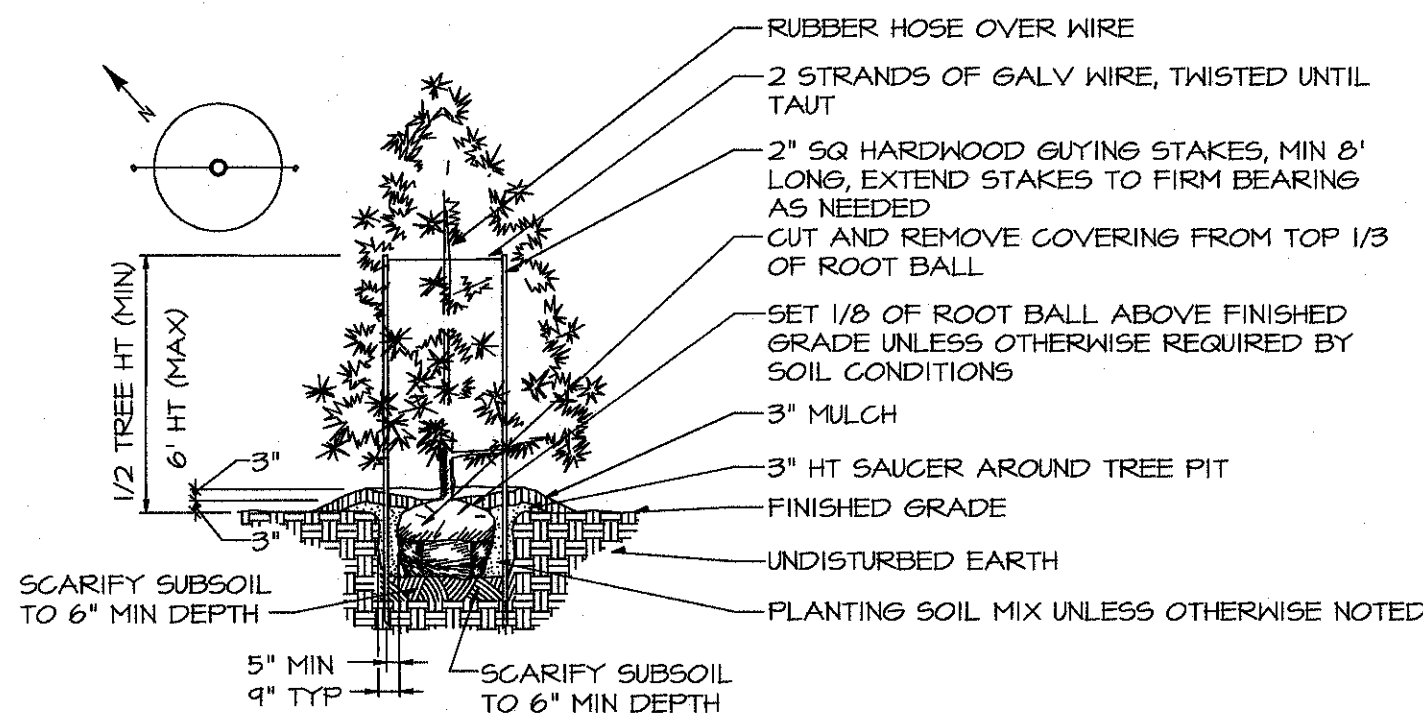 RUBBER HOSE OVER WIRE
2 STRANDS OF GALV WIRE, TWISTED UNTIL
TAUT
2" SQ HARDWOOD GUYING STAKES, MIN 8'
LONG, EXTEND STAKES TO FIRM BEARING
AS NEEDED
CUT AND REMOVE COVERING FROM TOP 1/3
OF ROOT BALL
SET 1/8 OF ROOT BALL ABOVE FINISHED
GRADE UNLESS OTHERWISE REQUIRED BY
SOIL CONDITIONS
3" MULCH
3" HT SAUCER AROUND TREE PIT
FINISHED GRADE
UNDISTURBED EARTH
PLANTING SOIL MIX UNLESS OTHERWISE NOTED
N
1/2 TREE HT (MIN)
6' HT (MAX)
3"
3"
SCARIFY SUBSOIL
TO 6" MIN DEPTH
5" MIN
9" TYP
SCARIFY SUBSOIL
TO 6" MIN DEPTH